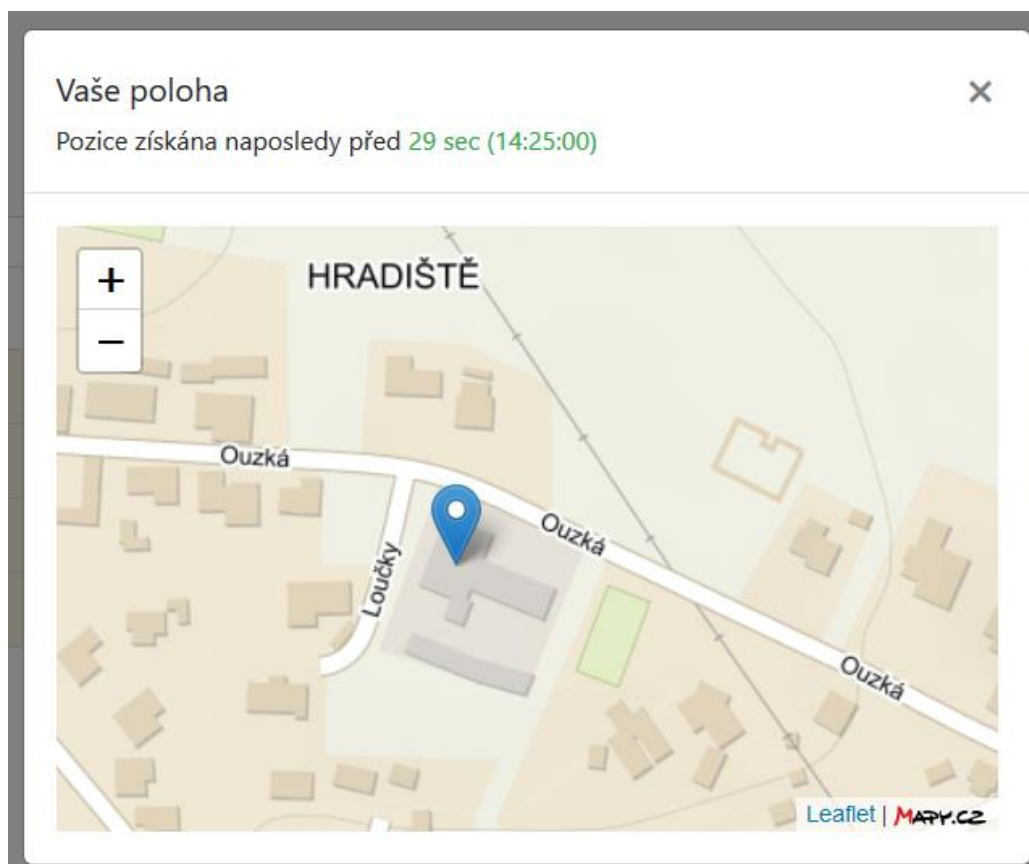 Vaše poloha
×
Pozice získána naposledy před 29 sec (14:25:00)
+
−
HRADIŠTĚ
Ouzká
Ouzká
Loučky
Ouzká
Leaflet | MAPY.CZ